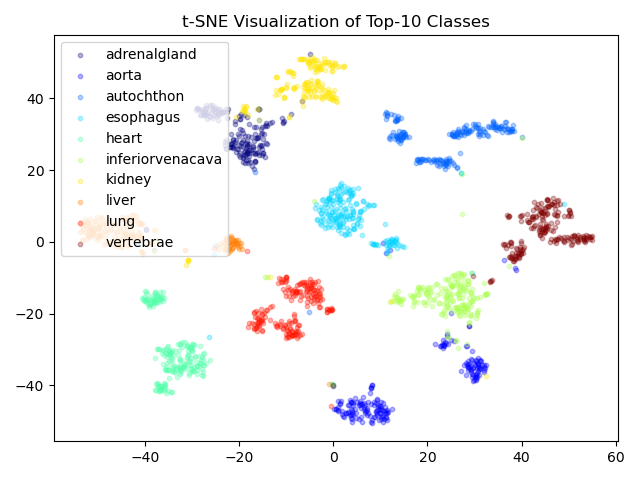 t-SNE Visualization of Top-10 Classes
adrenalgland
aorta
autochthon
esophagus
heart
inferiorvenacava
kidney
liver
lung
vertebrae
40
20
0
−20
−40
−40 −20 0 20 40 60